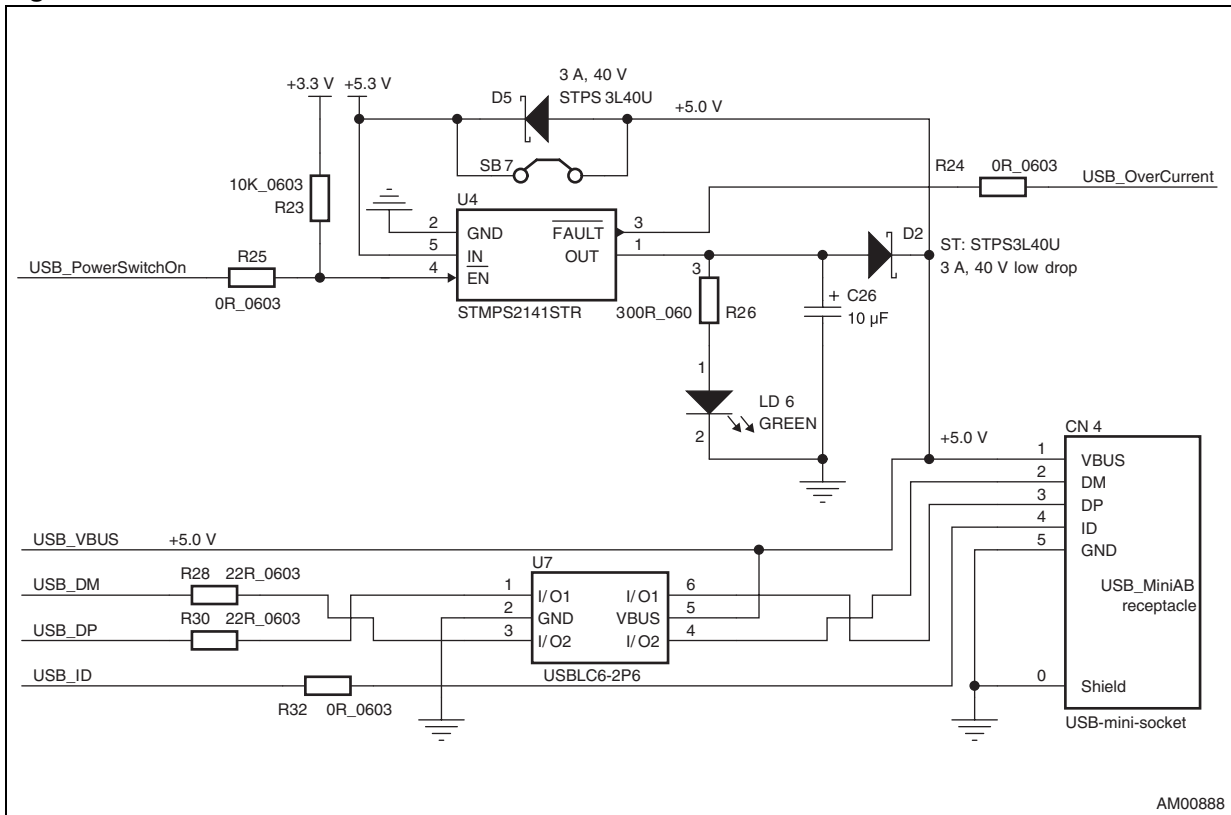 3 A, 40 V
+3.3 V +5.3 V D5 STPS 3L40U
+5.0 V
SB 7
R24 0R_0603
USB_OverCurrent
10K_0603
R23
U4
2 GND FAULT 3
5 IN OUT 1
4 EN
STMPS2141STR
D2
ST: STPS3L40U
3 A, 40 V low drop
USB_PowerSwitchOn
R25
0R_0603
3
300R_060 R26
+ C26
10 µF
1
LD 6
GREEN
2
CN 4
+5.0 V
1 VBUS
2 DM
3 DP
4 ID
5 GND
USB_MiniAB
receptacle
0 Shield
USB-mini-socket
USB_VBUS +5.0 V
U7
USB_DM R28 22R_0603
1 I/O1 I/O1 6
2 GND VBUS 5
3 I/O2 I/O2 4
USBLC6-2P6
USB_DP R30 22R_0603
USB_ID
R32 0R_0603
AM00888